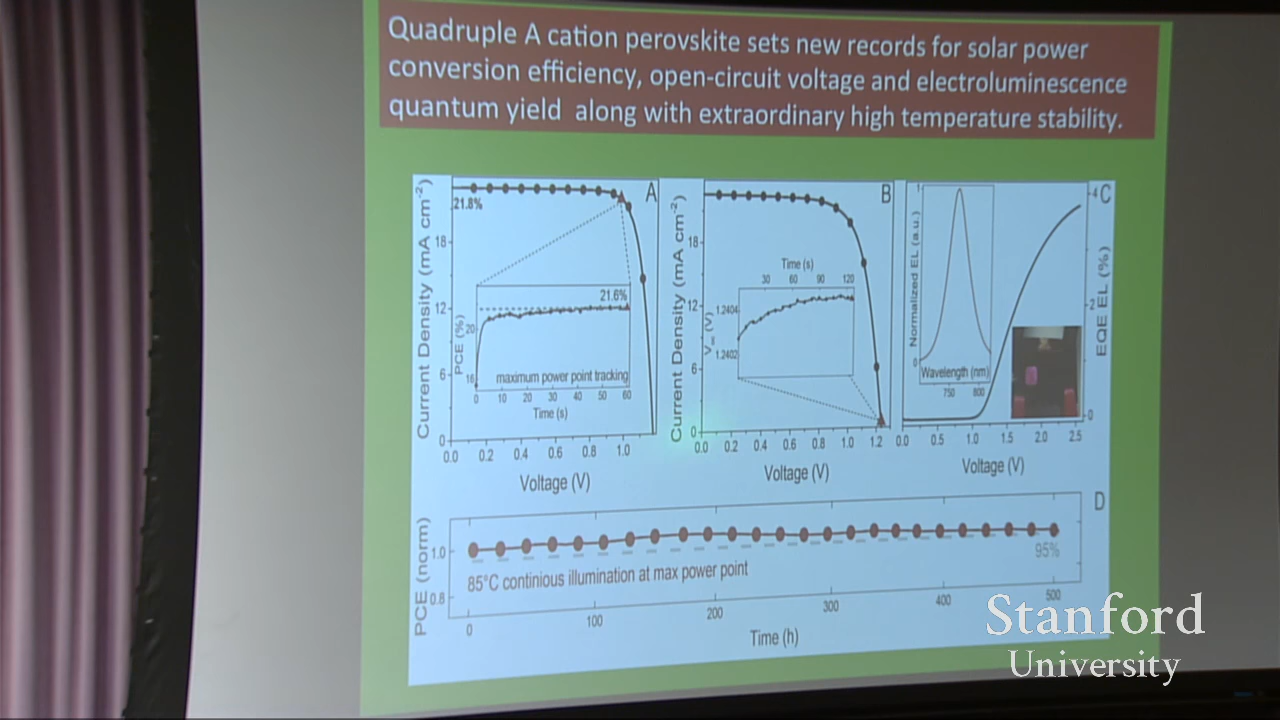 Quadruple A cation perovskite sets new records for solar power
conversion efficiency, open-circuit voltage and electroluminescence
quantum yield along with extraordinary high temperature stability.
A
Current Density (mA cm⁻²)
18
12
6
0
21.8%
PCE (%)
20
16
21.6%
maximum power point tracking
0 10 20 30 40 50 60
Time (s)
0.0 0.2 0.4 0.6 0.8 1.0
Voltage (V)
B
Current Density (mA cm⁻²)
18
12
6
0
Time (s)
30 60 90 120
1.2404
1.2402
0.0 0.2 0.4 0.6 0.8 1.0 1.2
Voltage (V)
C
Normalized EL (a.u.)
1
0
Wavelength (nm)
750 800
4
2
0
EQE EL (%)
0.0 0.5 1.0 1.5 2.0 2.5
Voltage (V)
D
PCE (norm)
1.0
0.8
95%
85°C continious illumination at max power point
0 100 200 300 400 500
Time (h)
Stanford
University